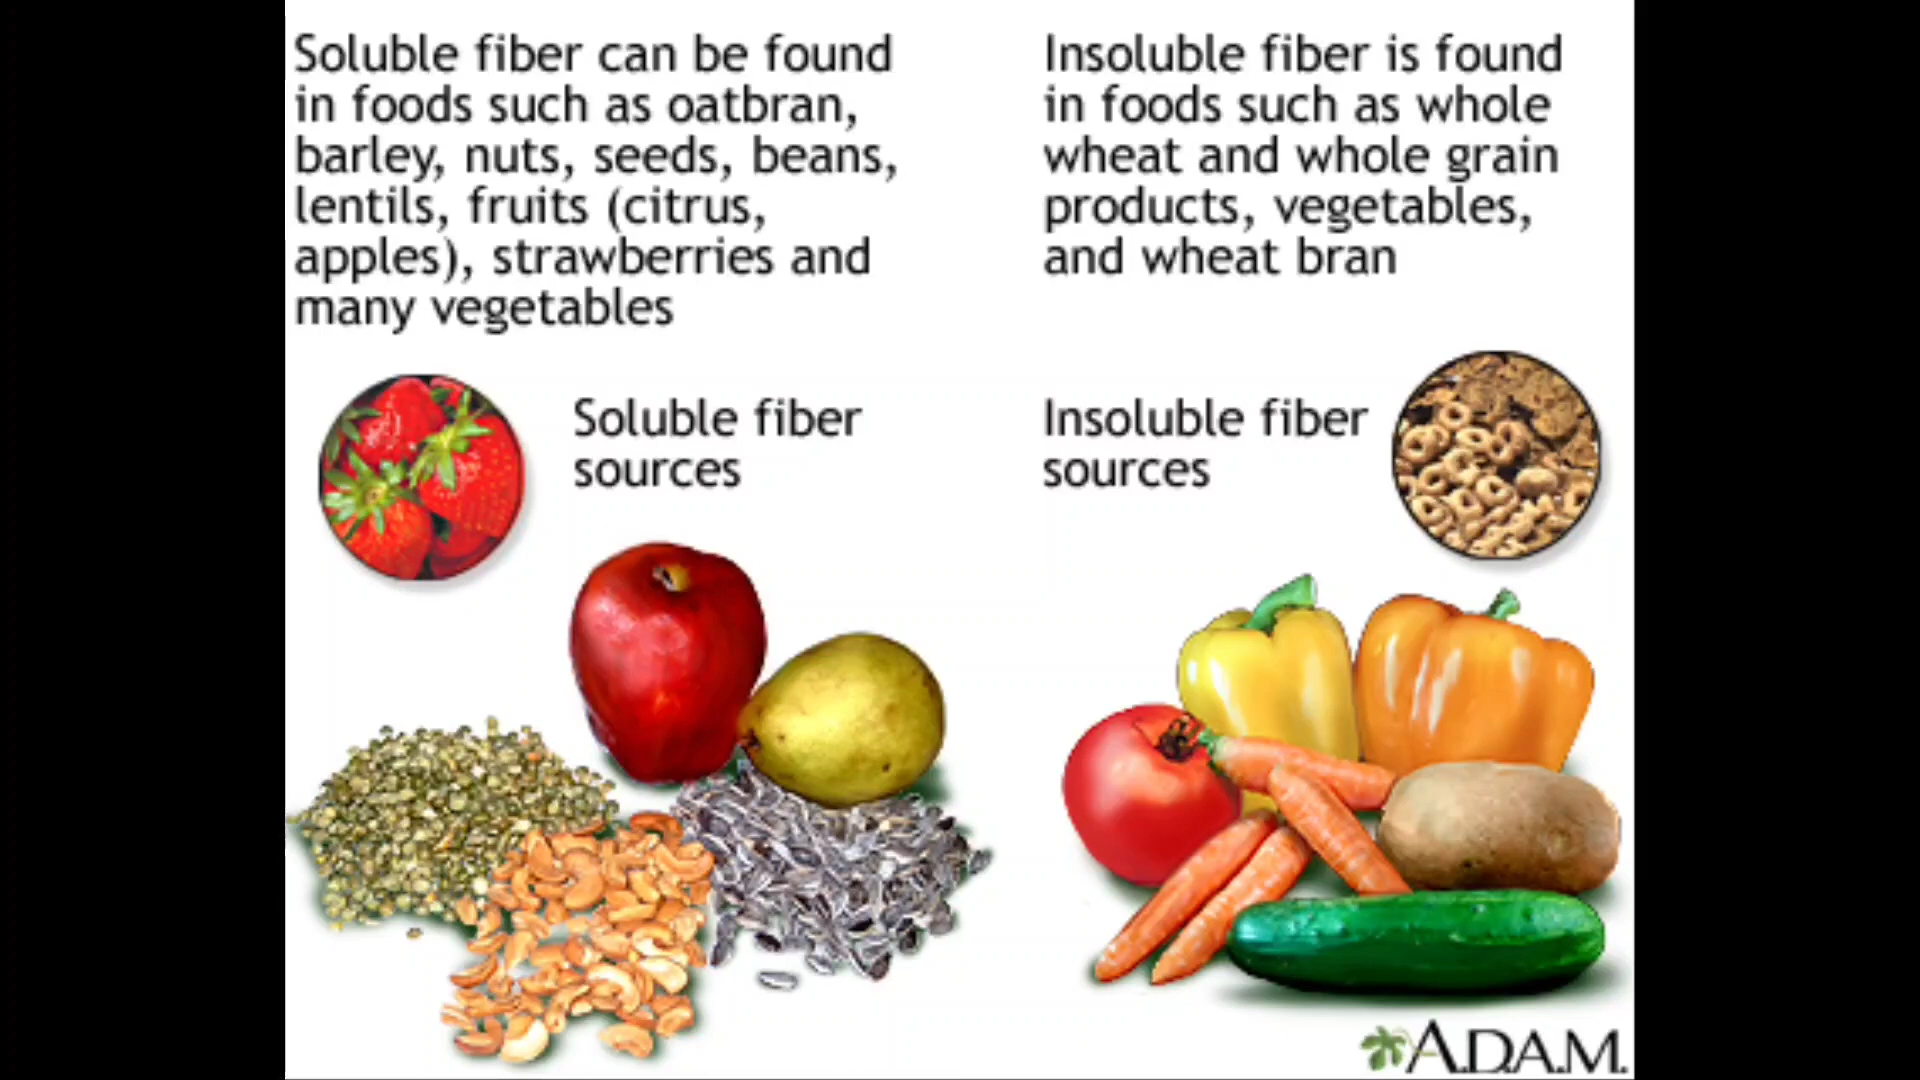 Soluble fiber can be found
in foods such as oatbran,
barley, nuts, seeds, beans,
lentils, fruits (citrus,
apples), strawberries and
many vegetables
Insoluble fiber is found
in foods such as whole
wheat and whole grain
products, vegetables,
and wheat bran
Soluble fiber
sources
Insoluble fiber
sources
A.D.A.M.